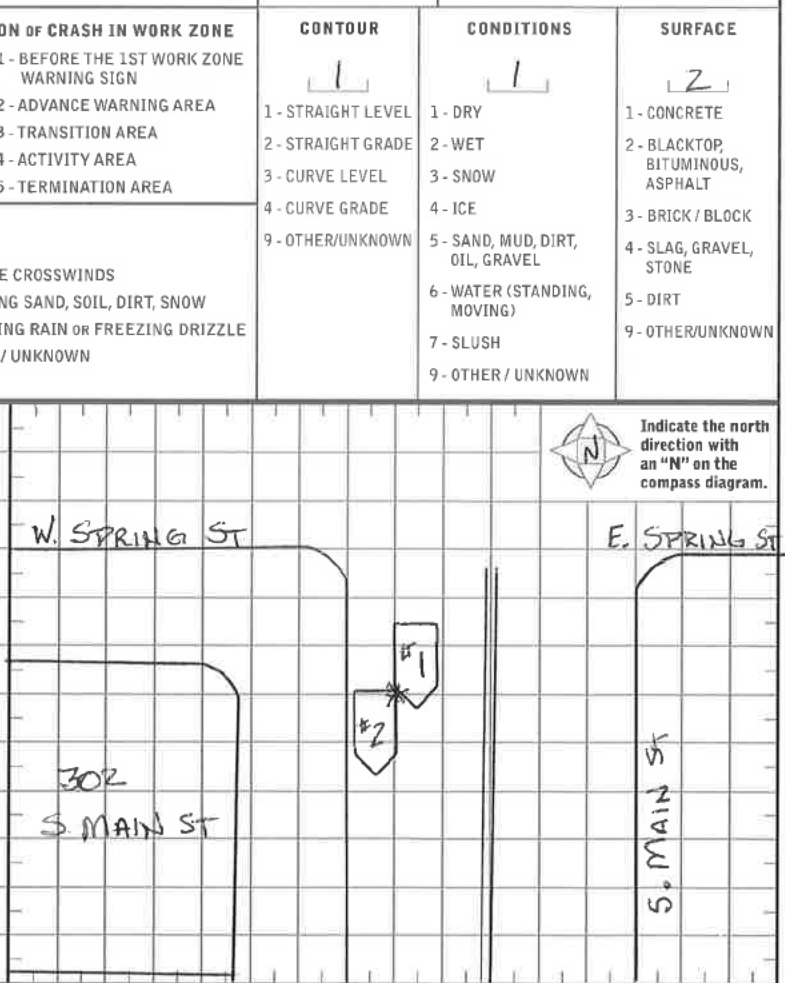 ON OF CRASH IN WORK ZONE
1 - BEFORE THE 1ST WORK ZONE
WARNING SIGN
2 - ADVANCE WARNING AREA
3 - TRANSITION AREA
4 - ACTIVITY AREA
5 - TERMINATION AREA
E CROSSWINDS
NG SAND, SOIL, DIRT, SNOW
ING RAIN OR FREEZING DRIZZLE
/ UNKNOWN
CONTOUR
1
1 - STRAIGHT LEVEL
2 - STRAIGHT GRADE
3 - CURVE LEVEL
4 - CURVE GRADE
9 - OTHER/UNKNOWN
CONDITIONS
1
1 - DRY
2 - WET
3 - SNOW
4 - ICE
5 - SAND, MUD, DIRT,
OIL, GRAVEL
6 - WATER (STANDING,
MOVING)
7 - SLUSH
9 - OTHER / UNKNOWN
SURFACE
2
1 - CONCRETE
2 - BLACKTOP,
BITUMINOUS,
ASPHALT
3 - BRICK / BLOCK
4 - SLAG, GRAVEL,
STONE
5 - DIRT
9 - OTHER/UNKNOWN
N
Indicate the north
direction with
an "N" on the
compass diagram.
W. SPRING ST
E. SPRING ST
#1
#2
302
S. MAIN ST
S. MAIN ST